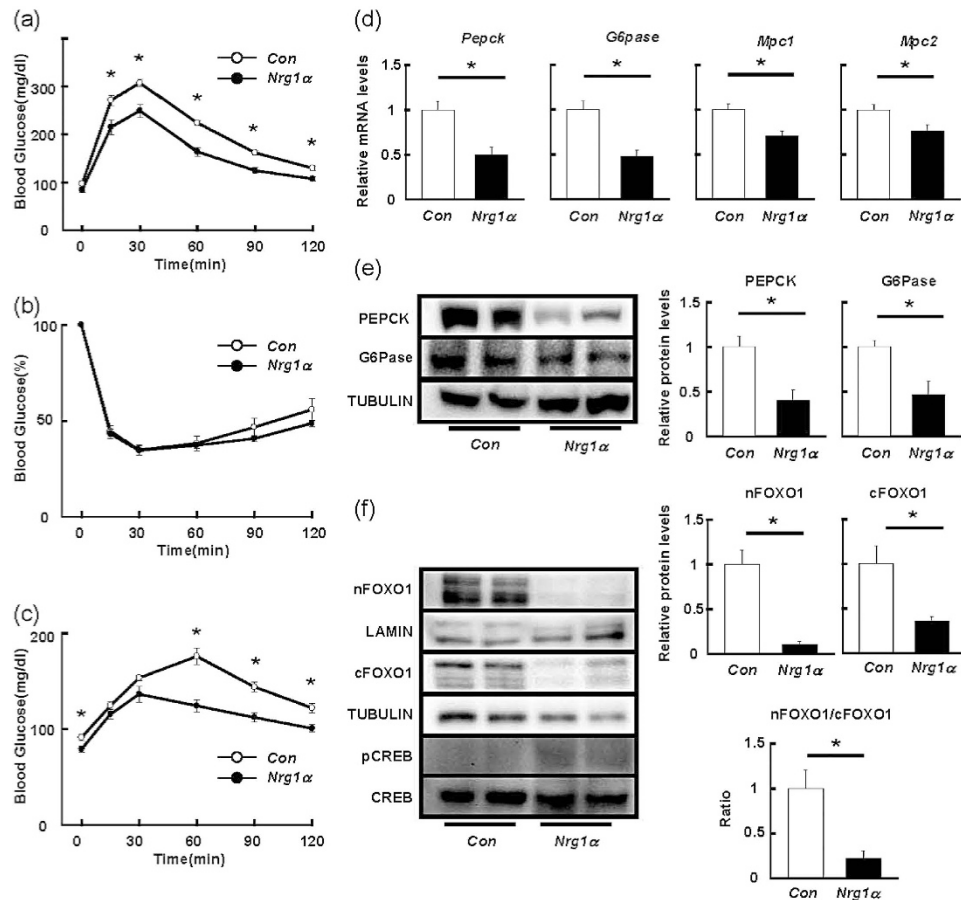 (a)
Blood Glucose(mg/dl)
300
200
100
0
*
*
*
*
*
Con
Nrg1α
0
30
60
90
120
Time(min)
(b)
Blood Glucose(%)
100
50
0
Con
Nrg1α
0
30
60
90
120
Time(min)
(c)
Blood Glucose(mg/dl)
200
100
0
*
*
*
*
Con
Nrg1α
0
30
60
90
120
Time(min)
(d)
Pepck
G6pase
Mpc1
Mpc2
*
*
*
*
Relative mRNA levels
1.5
1
0.5
0
Con Nrg1α
Con Nrg1α
Con Nrg1α
Con Nrg1α
(e)
PEPCK
G6Pase
TUBULIN
Con
Nrg1α
PEPCK
G6Pase
*
*
Relative protein levels
1.5
1
0.5
0
Con Nrg1α
Con Nrg1α
(f)
nFOXO1
LAMIN
cFOXO1
TUBULIN
pCREB
CREB
Con
Nrg1α
nFOXO1
cFOXO1
*
*
Relative protein levels
1.5
1
0.5
0
Con Nrg1α
Con Nrg1α
nFOXO1/cFOXO1
*
Ratio
1.5
1
0.5
0
Con Nrg1α